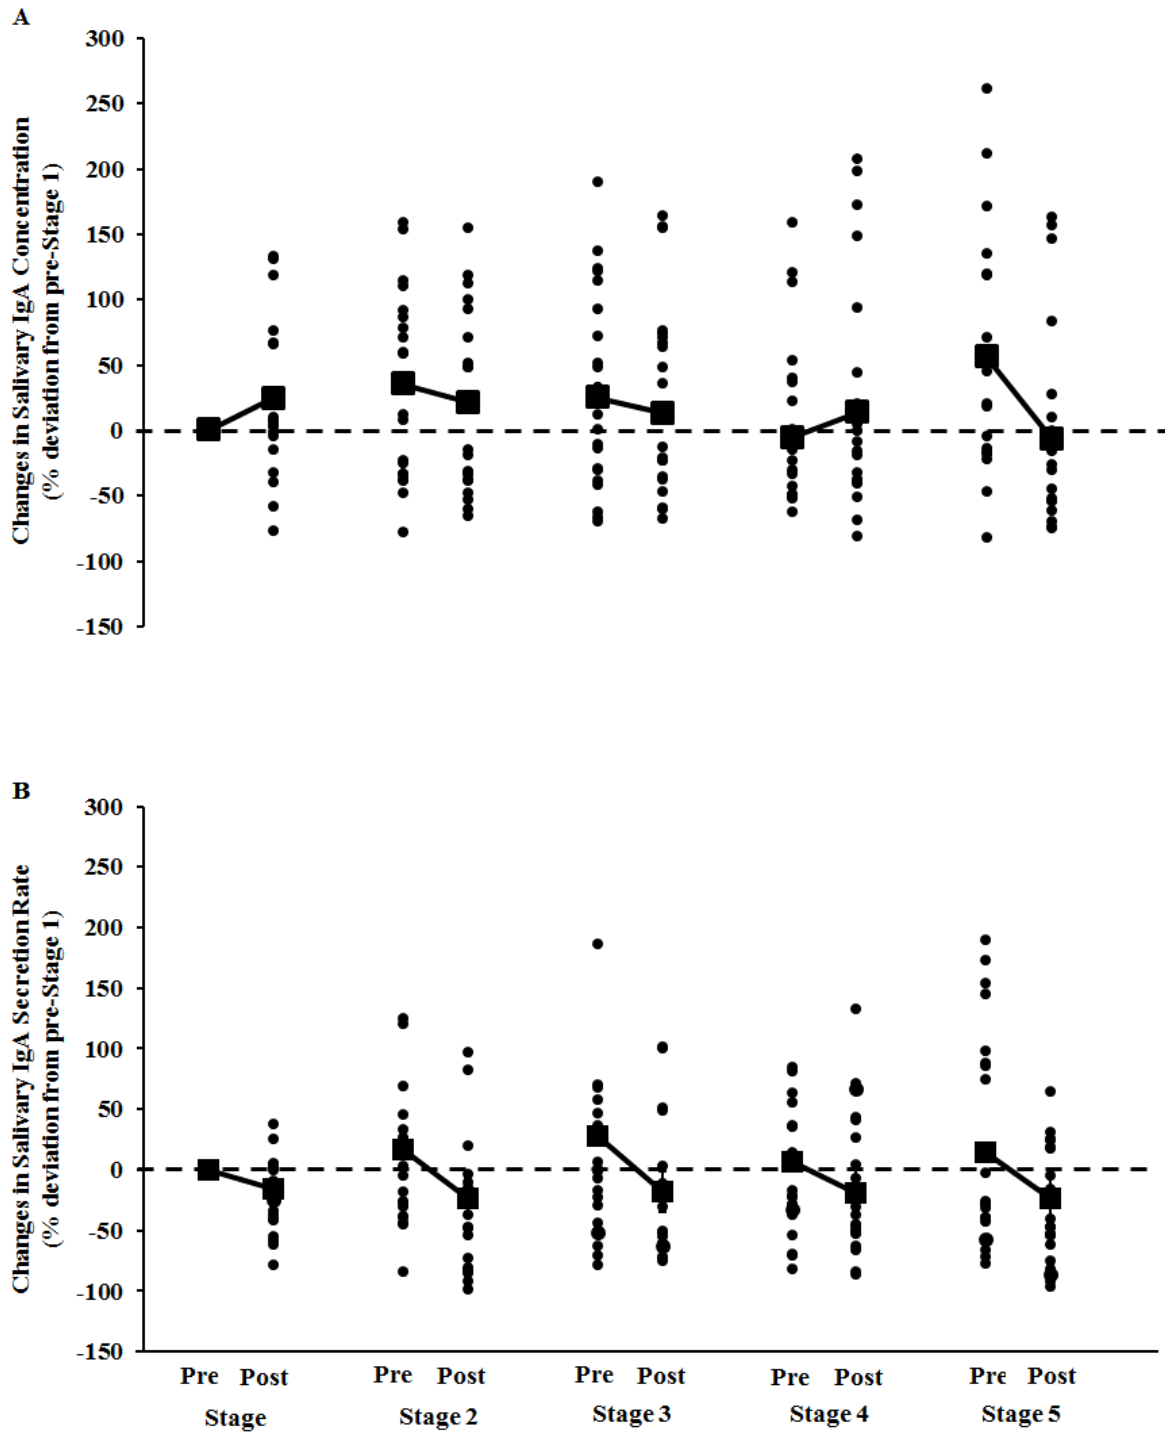 A
Changes in Salivary IgA Concentration
(% deviation from pre-Stage 1)
300
250
200
150
100
50
0
-50
-100
-150
B
Changes in Salivary IgA Secretion Rate
(% deviation from pre-Stage 1)
300
250
200
150
100
50
0
-50
-100
-150
Pre Post Pre Post Pre Post Pre Post Pre Post
Stage Stage 2 Stage 3 Stage 4 Stage 5